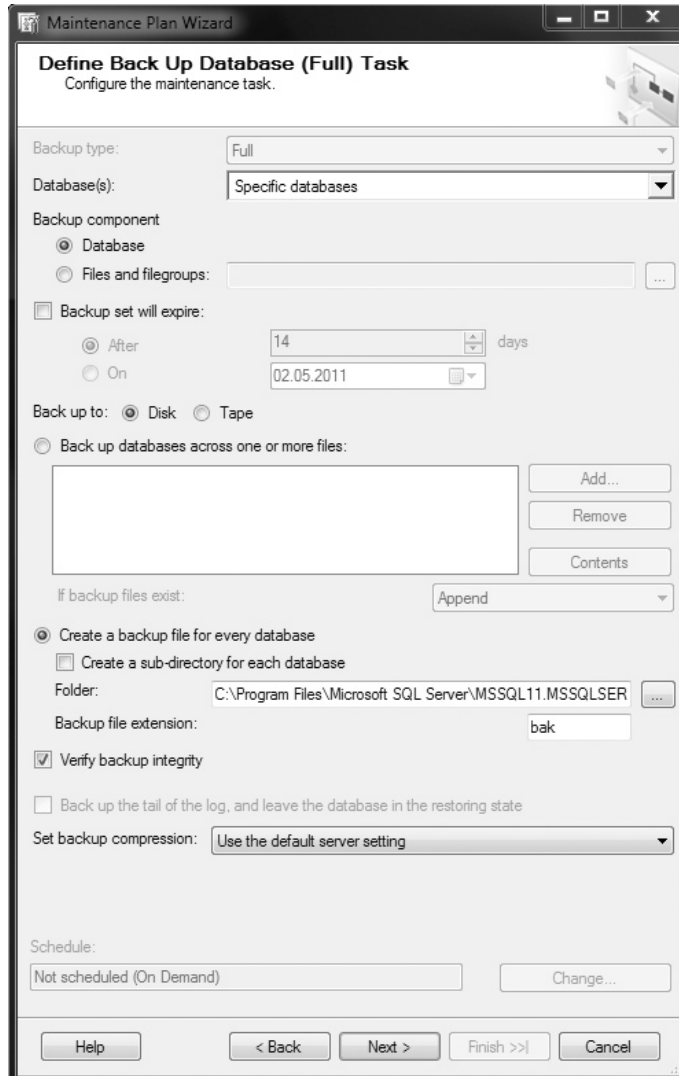 Maintenance Plan Wizard
Define Back Up Database (Full) Task
Configure the maintenance task.
Backup type: Full
Database(s): Specific databases
Backup component
Database
Files and filegroups: ...
Backup set will expire:
After 14 days
On 02.05.2011
Back up to: Disk Tape
Back up databases across one or more files:
Add...
Remove
Contents
If backup files exist: Append
Create a backup file for every database
Create a sub-directory for each database
Folder: C:\Program Files\Microsoft SQL Server\MSSQL11.MSSQLSER ...
Backup file extension: bak
Verify backup integrity
Back up the tail of the log, and leave the database in the restoring state
Set backup compression: Use the default server setting
Schedule:
Not scheduled (On Demand) Change...
Help < Back Next > Finish >>| Cancel